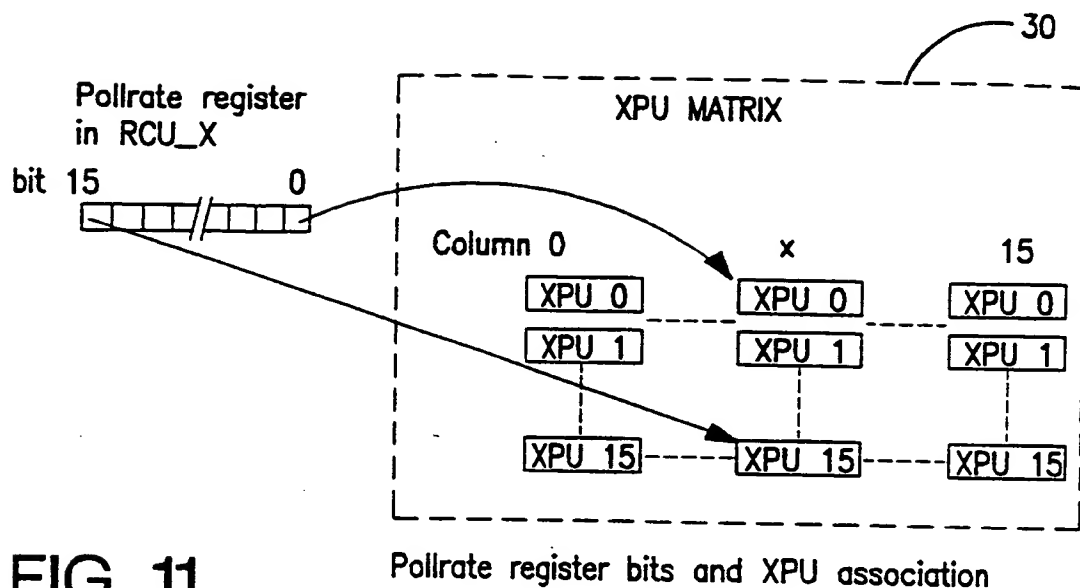 30
Pollrate register
in RCU_X
bit 15 0
XPU MATRIX
Column 0 x 15
XPU 0 XPU 0 XPU 0
XPU 1 XPU 1 XPU 1
XPU 15 XPU 15 XPU 15
FIG. 11
Pollrate register bits and XPU association